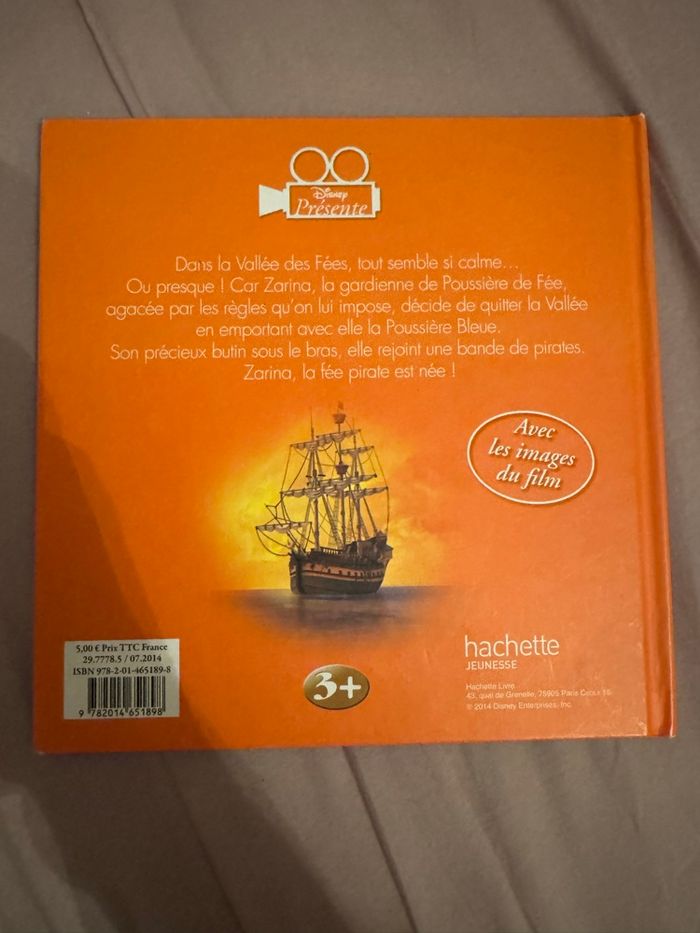 Disney
Présente
Dans la Vallée des Fées, tout semble si calme…
Ou presque ! Car Zarina, la gardienne de Poussière de Fée,
agacée par les règles qu'on lui impose, décide de quitter la Vallée
en emportant avec elle la Poussière Bleue.
Son précieux butin sous le bras, elle rejoint une bande de pirates.
Zarina, la fée pirate est née !
Avec
les images
du film
5,00 € Prix TTC France
29.7778.5 / 07.2014
ISBN 978-2-01-465189-8
9 782014 651898
3+
hachette
JEUNESSE
Hachette Livre
43, quai de Grenelle, 75905 Paris Cedex 15
© 2014 Disney Enterprises, Inc.